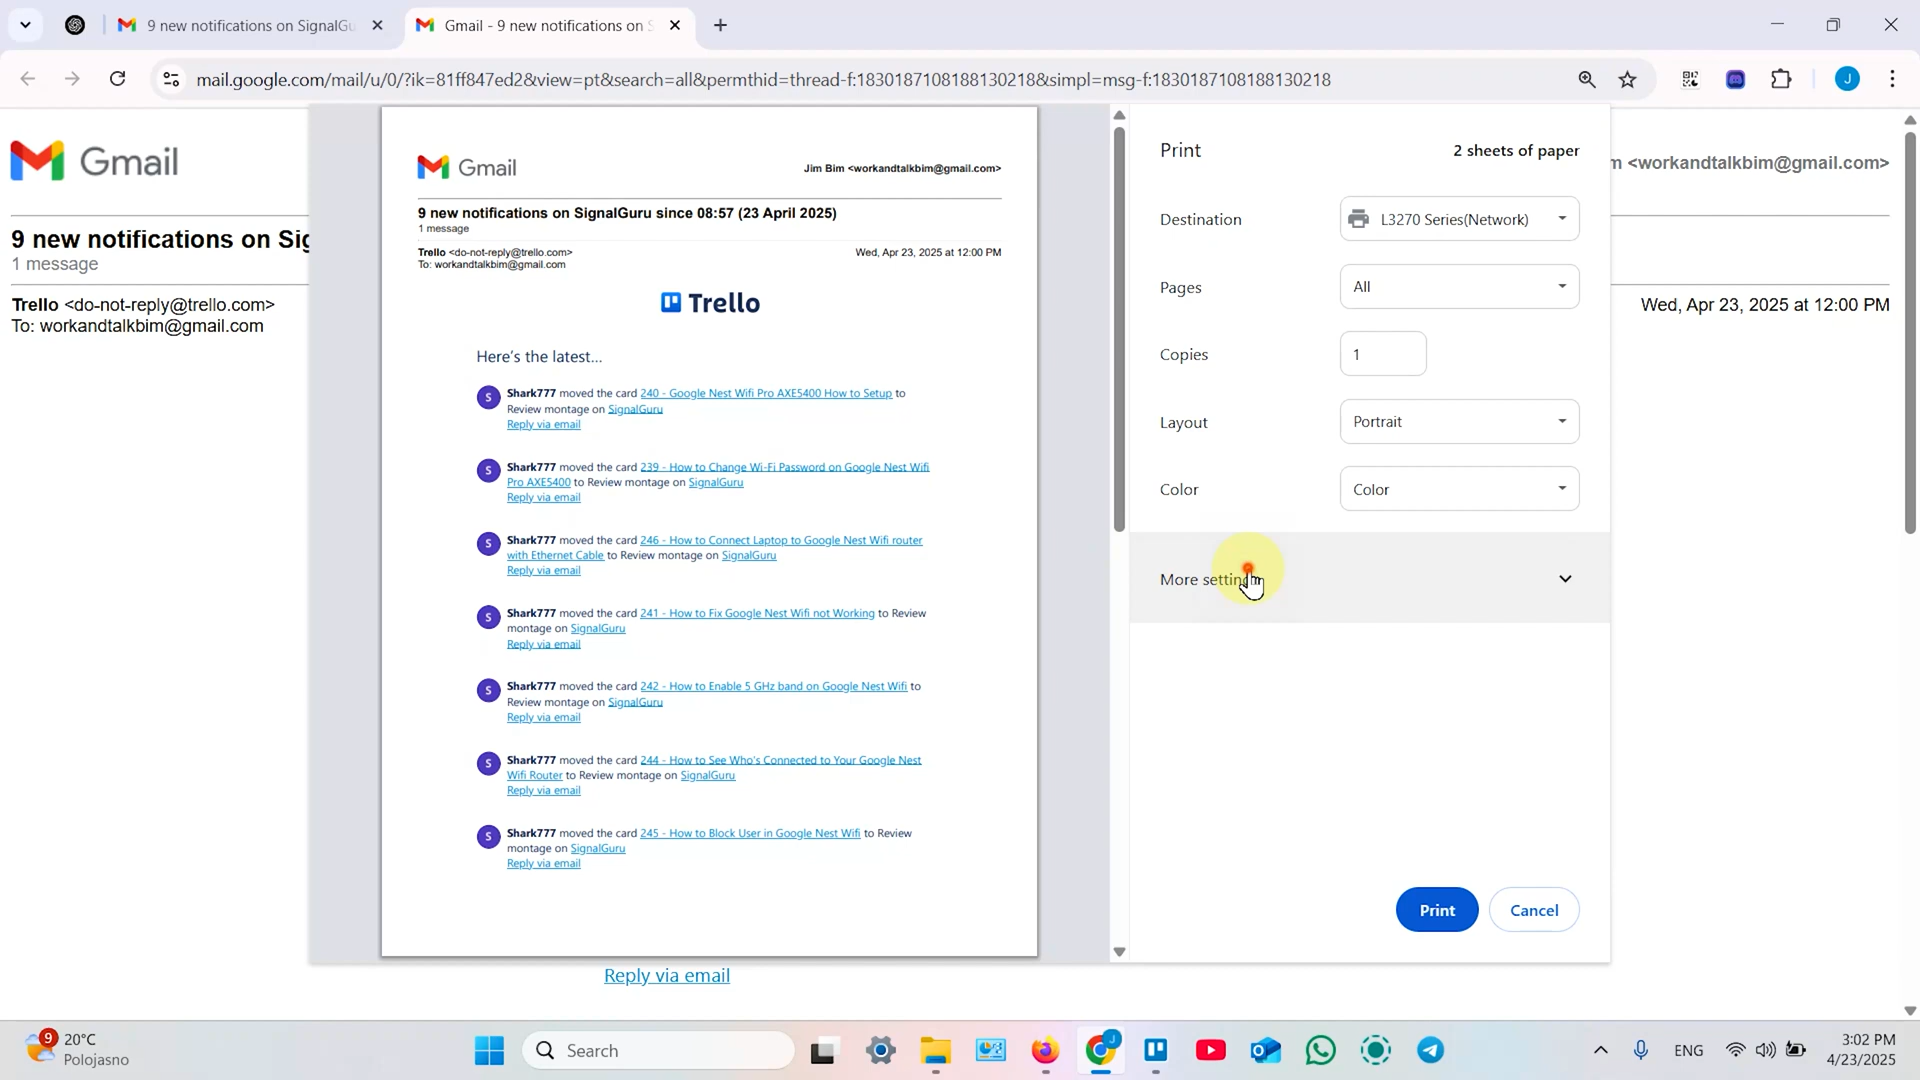 9 new notifications on SignalGu
Gmail - 9 new notifications on S
mail.google.com/mail/u/0/?ik=81ff847ed2&view=pt&search=all&permthid=thread-f:1830187108188130218&simpl=msg-f:1830187108188130218
J
Gmail
m <workandtalkbim@gmail.com>
9 new notifications on Sig
1 message
Trello <do-not-reply@trello.com>
To: workandtalkbim@gmail.com
Wed, Apr 23, 2025 at 12:00 PM
Gmail
Jim Bim <workandtalkbim@gmail.com>
9 new notifications on SignalGuru since 08:57 (23 April 2025)
1 message
Trello <do-not-reply@trello.com>
Wed, Apr 23, 2025 at 12:00 PM
To: workandtalkbim@gmail.com
Trello
Here's the latest...
S
Shark777 moved the card 240 - Google Nest Wifi Pro AXE5400 How to Setup to
Review montage on SignalGuru
Reply via email
S
Shark777 moved the card 239 - How to Change Wi-Fi Password on Google Nest Wifi
Pro AXE5400 to Review montage on SignalGuru
Reply via email
S
Shark777 moved the card 246 - How to Connect Laptop to Google Nest Wifi router
with Ethernet Cable to Review montage on SignalGuru
Reply via email
S
Shark777 moved the card 241 - How to Fix Google Nest Wifi not Working to Review
montage on SignalGuru
Reply via email
S
Shark777 moved the card 242 - How to Enable 5 GHz band on Google Nest Wifi to
Review montage on SignalGuru
Reply via email
S
Shark777 moved the card 244 - How to See Who's Connected to Your Google Nest
Wifi Router to Review montage on SignalGuru
Reply via email
S
Shark777 moved the card 245 - How to Block User in Google Nest Wifi to Review
montage on SignalGuru
Reply via email
Print
2 sheets of paper
Destination
L3270 Series(Network)
Pages
All
Copies
1
Layout
Portrait
Color
Color
More settings
Print
Cancel
Reply via email
9
20°C
Polojasno
Search
J
ENG
3:02 PM
4/23/2025